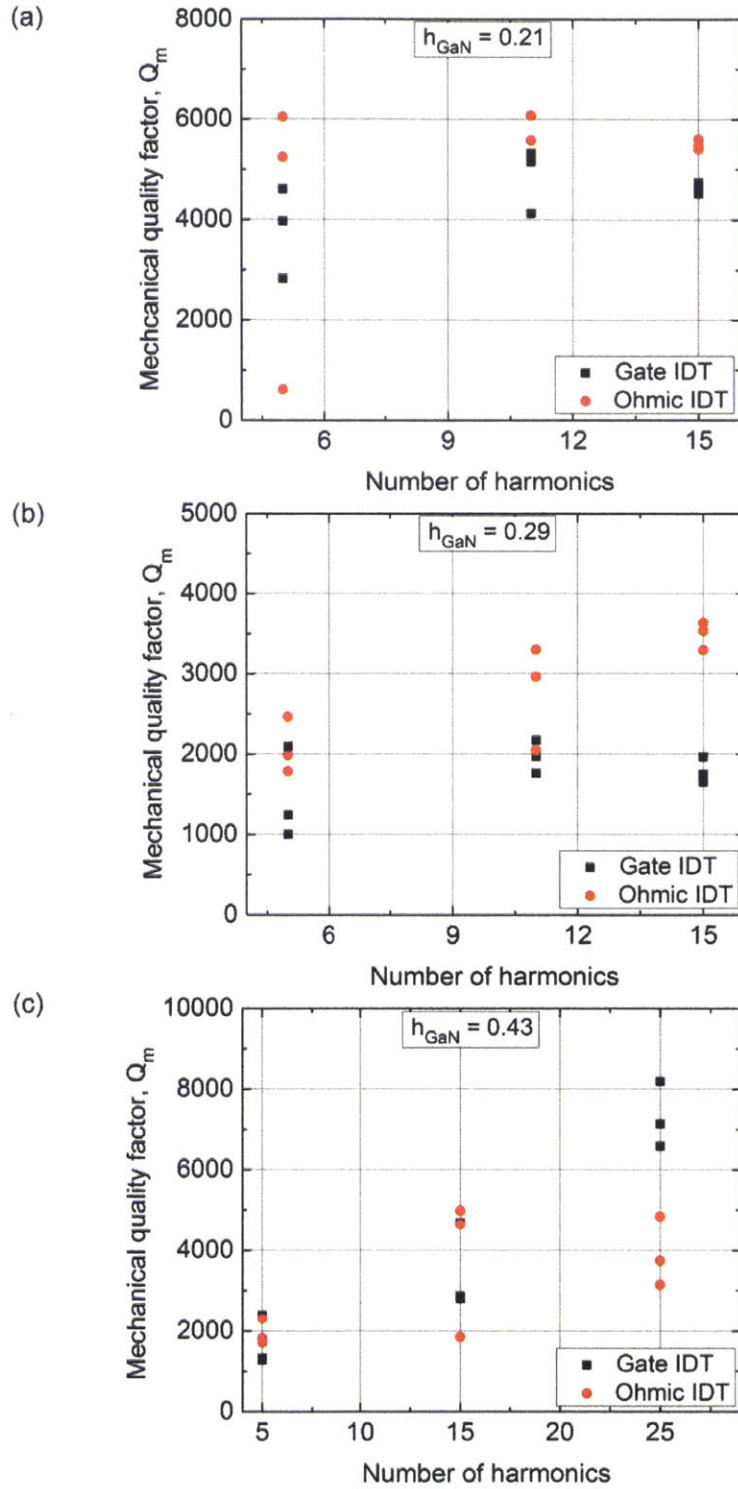 (a)
8000
6000
4000
2000
0
Mechcanical quality factor, Q_m
h_GaN = 0.21
Gate IDT
Ohmic IDT
6 9 12 15
Number of harmonics
(b)
5000
4000
3000
2000
1000
0
Mechanical quality factor, Q_m
h_GaN = 0.29
Gate IDT
Ohmic IDT
6 9 12 15
Number of harmonics
(c)
10000
8000
6000
4000
2000
0
Mechanical quality factor, Q_m
h_GaN = 0.43
Gate IDT
Ohmic IDT
5 10 15 20 25
Number of harmonics